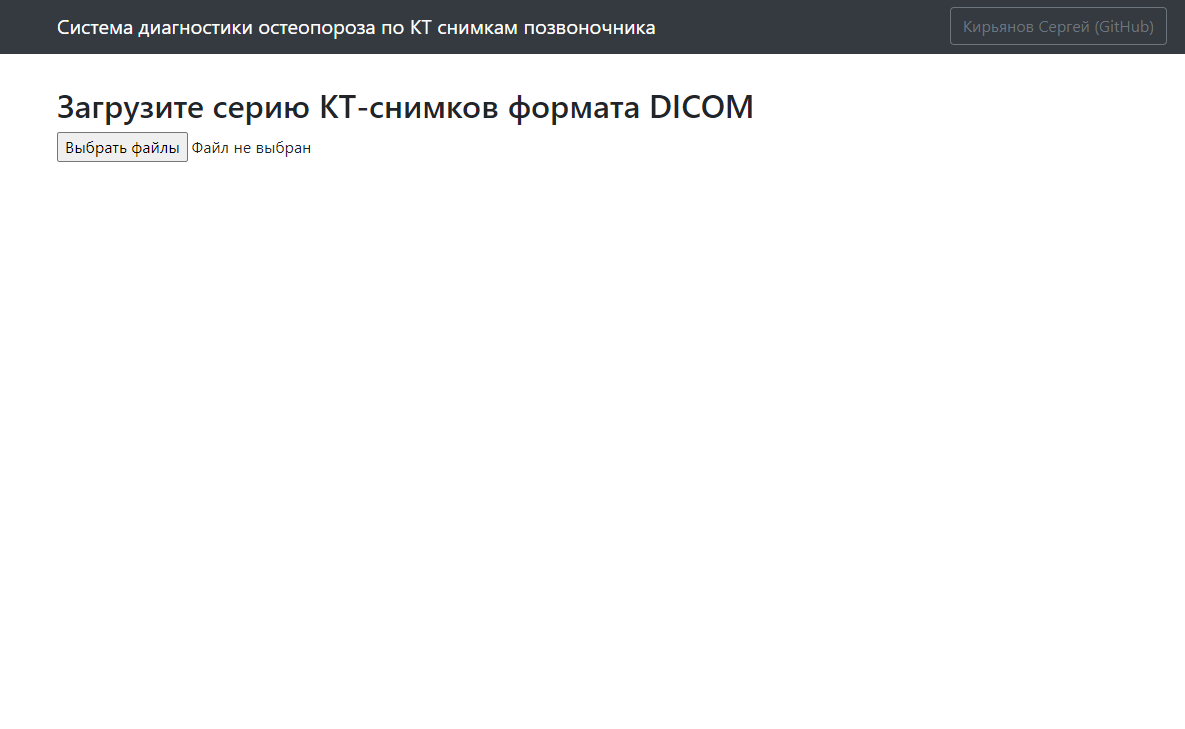 Система диагностики остеопороза по КТ снимкам позвоночника
Кирьянов Сергей (GitHub)
Загрузите серию КТ-снимков формата DICOM
Выбрать файлы Файл не выбран